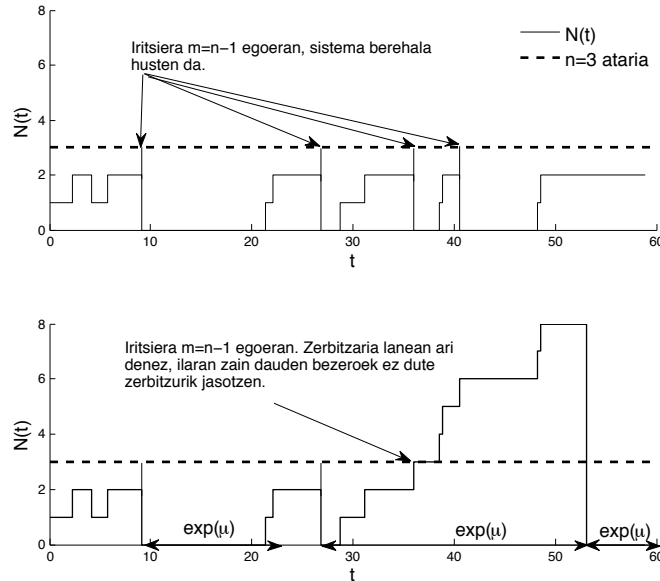 8
6
4
2
0
N(t)
Iritsiera m=n-1 egoeran, sistema berehala
husten da.
N(t)
n=3 ataria
0
10
20
30
40
50
60
t
8
6
4
2
0
N(t)
Iritsiera m=n-1 egoeran. Zerbitzaria lanean ari
denez, ilaran zain dauden bezeroek ez dute
zerbitzurik jasotzen.
exp(μ)
exp(μ)
exp(μ)
0
10
20
30
40
50
60
t